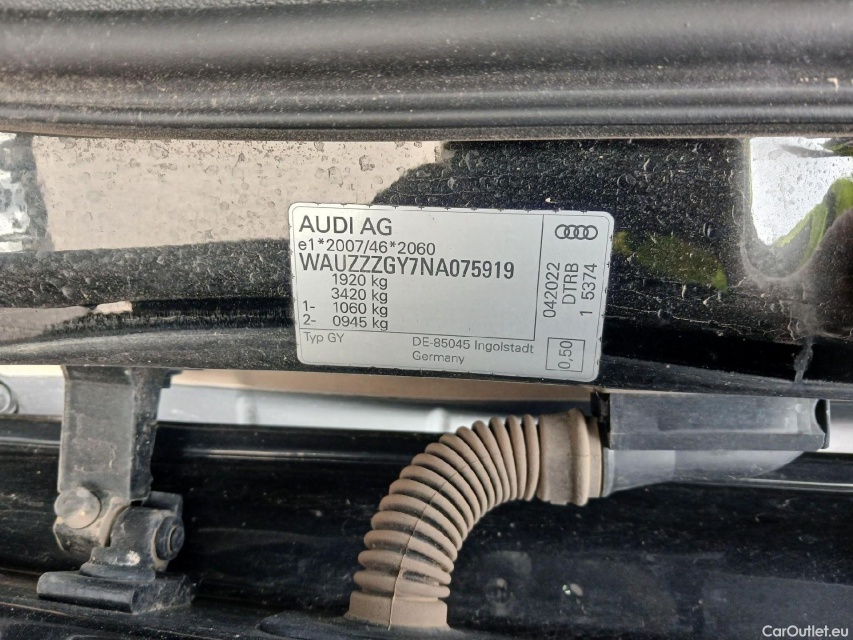 AUDI AG
e1*2007/46*2060
WAUZZZGY7NA075919
1920 kg
3420 kg
1- 1060 kg
2- 0945 kg
Typ GY
DE-85045 Ingolstadt
Germany
042022
DTRB
1 5374
0,50
CarOutlet.eu